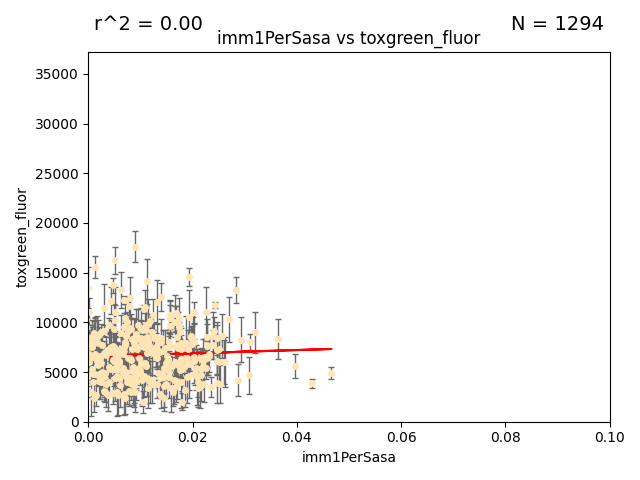 r^2 = 0.00
N = 1294
imm1PerSasa vs toxgreen_fluor
toxgreen_fluor
35000
30000
25000
20000
15000
10000
5000
0
0.00
0.02
0.04
0.06
0.08
0.10
imm1PerSasa